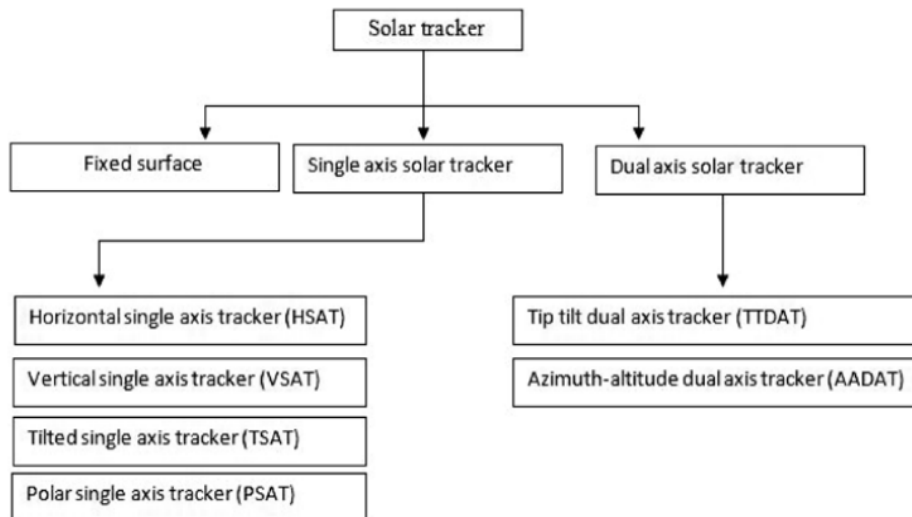 Solar tracker
Fixed surface
Single axis solar tracker
Dual axis solar tracker
Horizontal single axis tracker (HSAT)
Vertical single axis tracker (VSAT)
Tilted single axis tracker (TSAT)
Polar single axis tracker (PSAT)
Tip tilt dual axis tracker (TTDAT)
Azimuth-altitude dual axis tracker (AADAT)